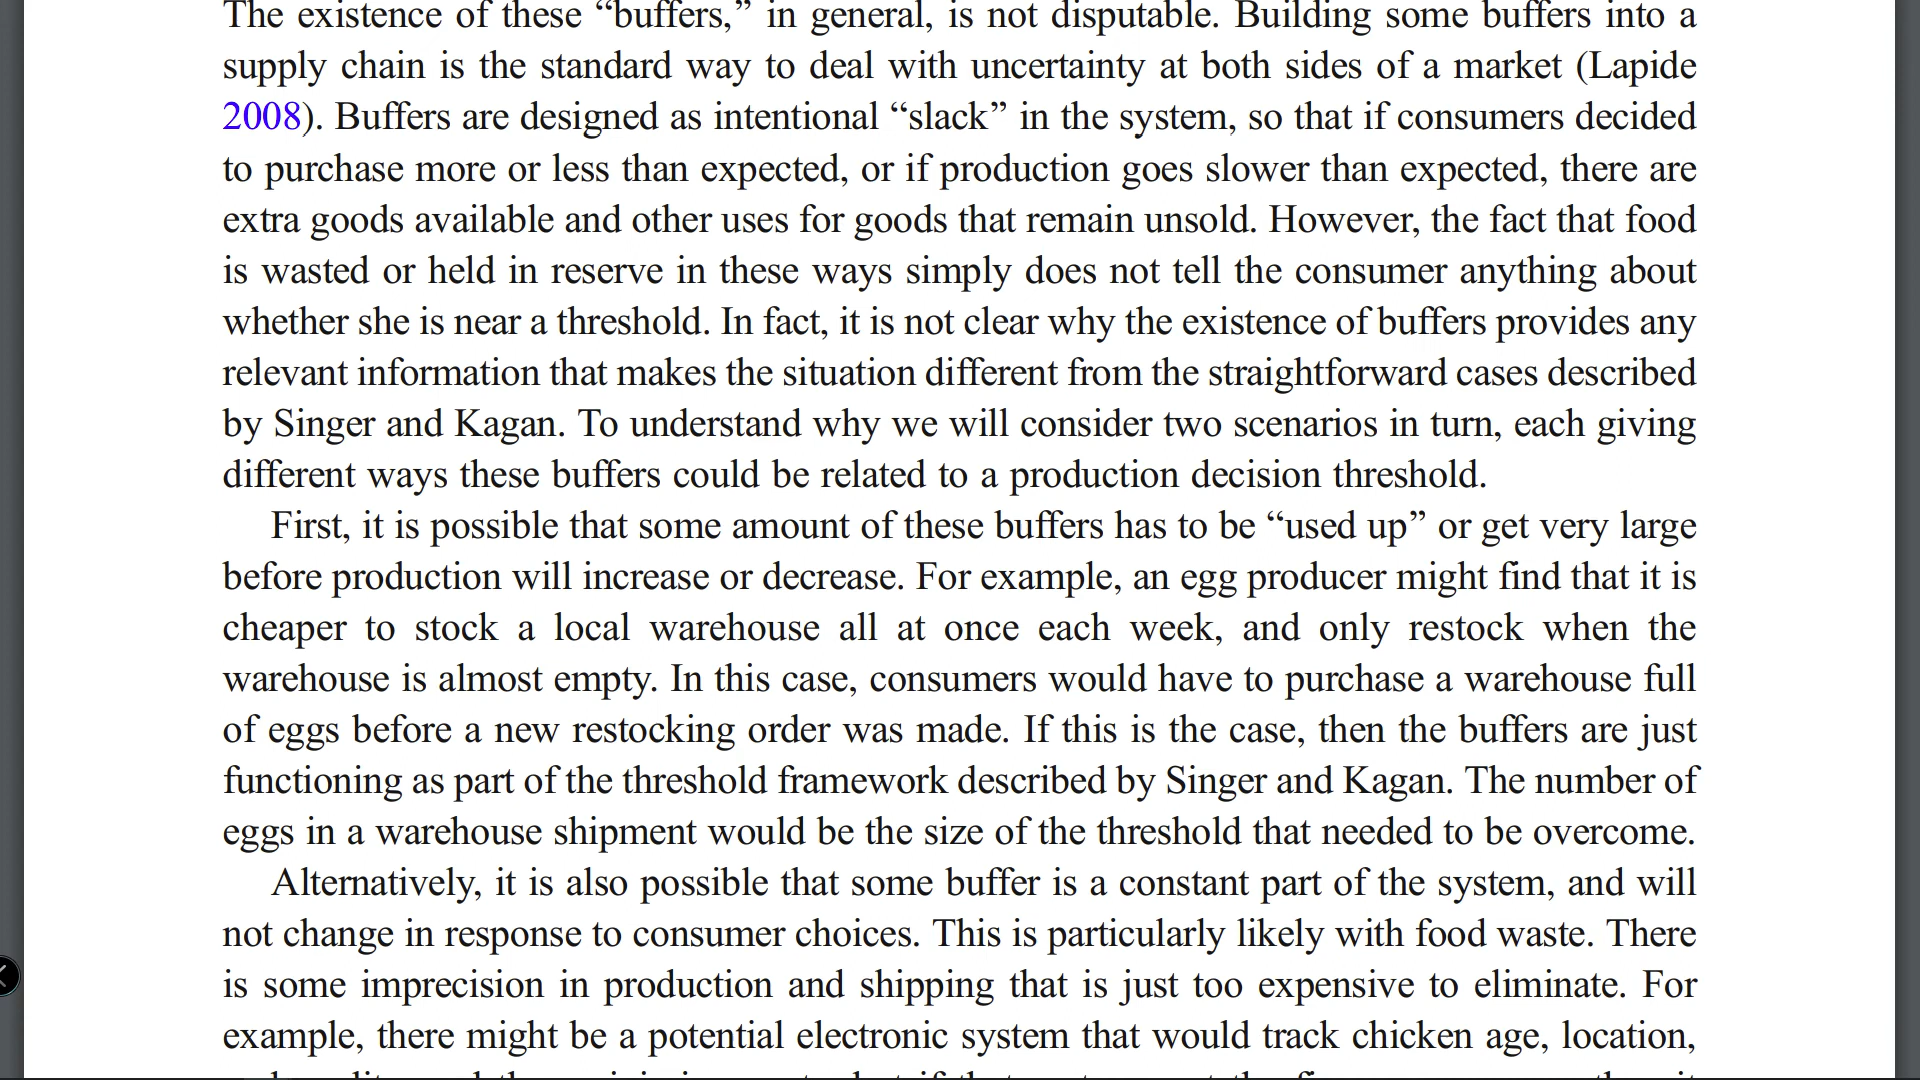 The existence of these “buffers,” in general, is not disputable. Building some buffers into a
supply chain is the standard way to deal with uncertainty at both sides of a market (Lapide
2008). Buffers are designed as intentional “slack” in the system, so that if consumers decided
to purchase more or less than expected, or if production goes slower than expected, there are
extra goods available and other uses for goods that remain unsold. However, the fact that food
is wasted or held in reserve in these ways simply does not tell the consumer anything about
whether she is near a threshold. In fact, it is not clear why the existence of buffers provides any
relevant information that makes the situation different from the straightforward cases described
by Singer and Kagan. To understand why we will consider two scenarios in turn, each giving
different ways these buffers could be related to a production decision threshold.
First, it is possible that some amount of these buffers has to be “used up” or get very large
before production will increase or decrease. For example, an egg producer might find that it is
cheaper to stock a local warehouse all at once each week, and only restock when the
warehouse is almost empty. In this case, consumers would have to purchase a warehouse full
of eggs before a new restocking order was made. If this is the case, then the buffers are just
functioning as part of the threshold framework described by Singer and Kagan. The number of
eggs in a warehouse shipment would be the size of the threshold that needed to be overcome.
Alternatively, it is also possible that some buffer is a constant part of the system, and will
not change in response to consumer choices. This is particularly likely with food waste. There
is some imprecision in production and shipping that is just too expensive to eliminate. For
example, there might be a potential electronic system that would track chicken age, location,